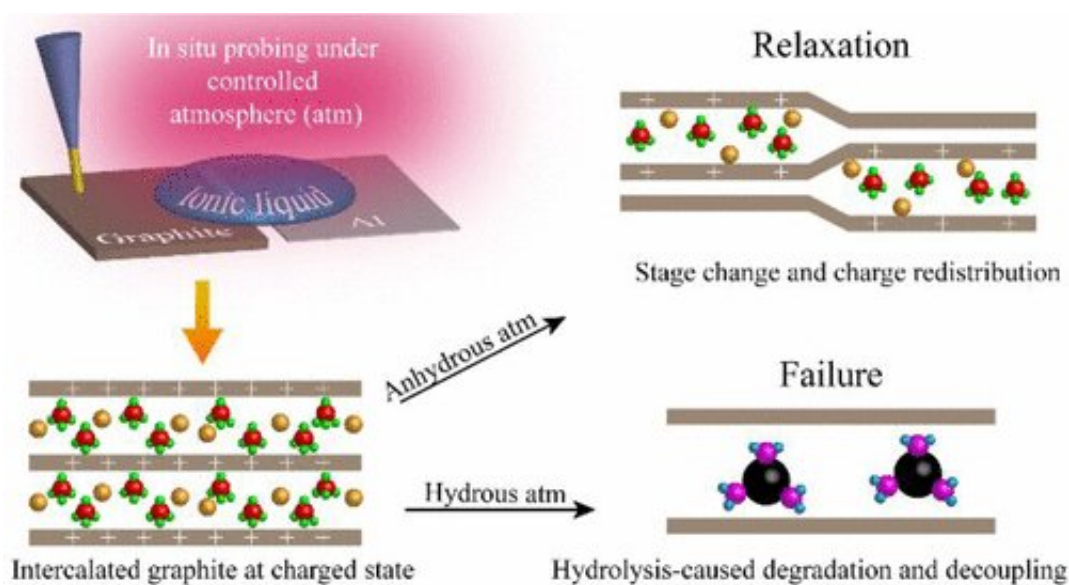 In situ probing under
controlled
atmosphere (atm)
Ionic liquid
Graphite
Al
Relaxation
Stage change and charge redistribution
Anhydrous atm
Failure
Hydrous atm
Intercalated graphite at charged state
Hydrolysis-caused degradation and decoupling